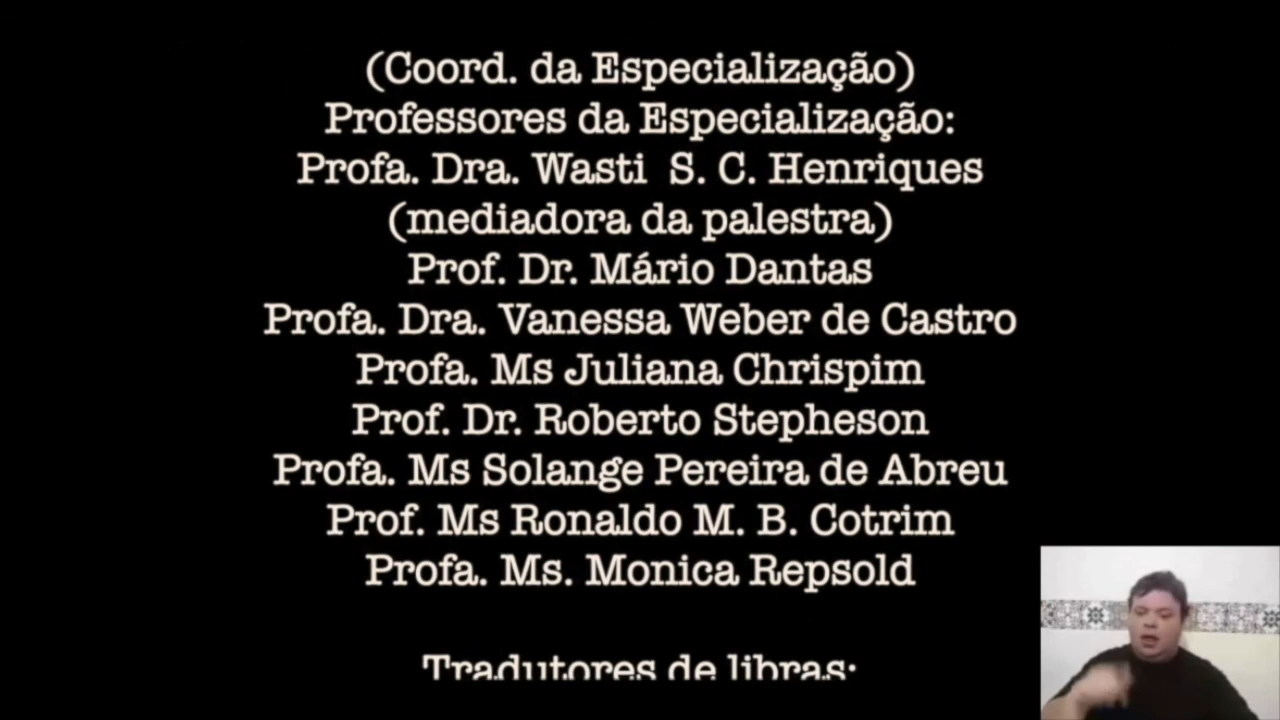 (Coord. da Especialização)
Professores da Especialização:
Profa. Dra. Wasti S. C. Henriques
(mediadora da palestra)
Prof. Dr. Mário Dantas
Profa. Dra. Vanessa Weber de Castro
Profa. Ms Juliana Chrispim
Prof. Dr. Roberto Stepheson
Profa. Ms Solange Pereira de Abreu
Prof. Ms Ronaldo M. B. Cotrim
Profa. Ms. Monica Repsold
Tradutores de libras: